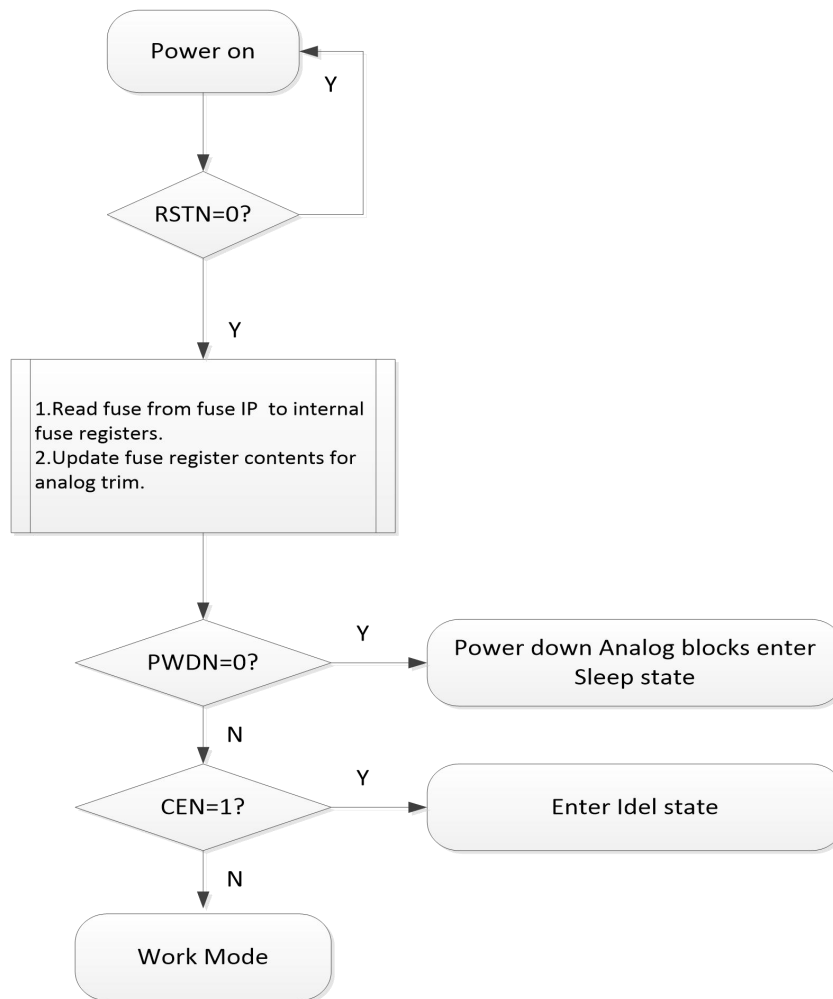 Power on
Y
RSTN=0?
Y
1.Read fuse from fuse IP to internal
fuse registers.
2.Update fuse register contents for
analog trim.
PWDN=0?
Y
Power down Analog blocks enter
Sleep state
N
CEN=1?
Y
Enter Idel state
N
Work Mode